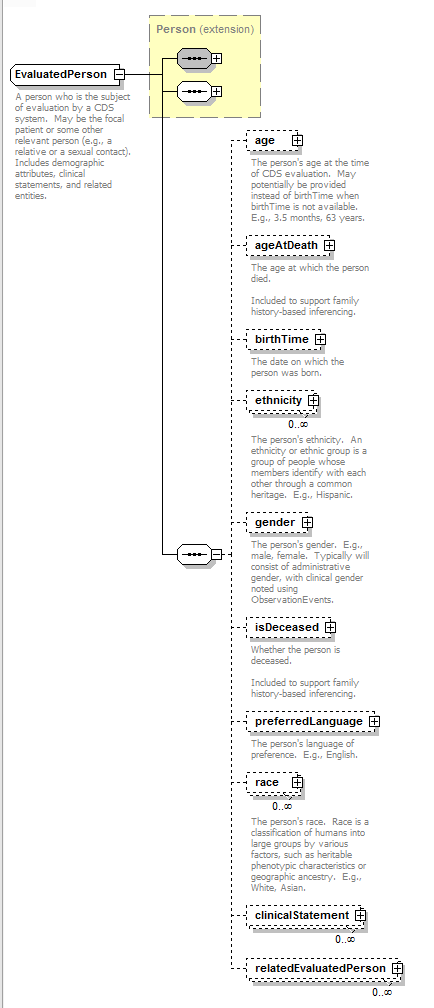 Person (extension)
EvaluatedPerson
A person who is the subject
of evaluation by a CDS
system.  May be the focal
patient or some other
relevant person (e.g., a
relative or a sexual contact).
Includes demographic
attributes, clinical
statements, and related
entities.
age
The person's age at the time
of CDS evaluation.  May
potentially be provided
instead of birthTime when
birthTime is not available.
E.g., 3.5 months, 63 years.
ageAtDeath
The age at which the person
died.
Included to support family
history-based inferencing.
birthTime
The date on which the
person was born.
ethnicity
0..∞
The person's ethnicity.  An
ethnicity or ethnic group is a
group of people whose
members identify with each
other through a common
heritage.  E.g., Hispanic.
gender
The person's gender.  E.g.,
male, female.  Typically will
consist of administrative
gender, with clinical gender
noted using
ObservationEvents.
isDeceased
Whether the person is
deceased.
Included to support family
history-based inferencing.
preferredLanguage
The person's language of
preference.  E.g., English.
race
0..∞
The person's race.  Race is a
classification of humans into
large groups by various
factors, such as heritable
phenotypic characteristics or
geographic ancestry.  E.g.,
White, Asian.
clinicalStatement
0..∞
relatedEvaluatedPerson
0..∞